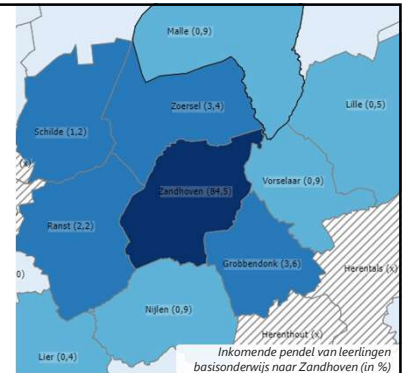 Malle (0,9)
Zoersel (3,4)
Lille (0,5)
Schilde (1,2)
(x)
Zandhoven (84,5)
Vorselaar (0,9)
Ranst (2,2)
Grobbendonk (3,6)
Herentals (x)
0)
Nijlen (0,9)
Herenthout (x)
Lier (0,4)
Inkomende pendel van leerlingen
basisonderwijs naar Zandhoven (in %)